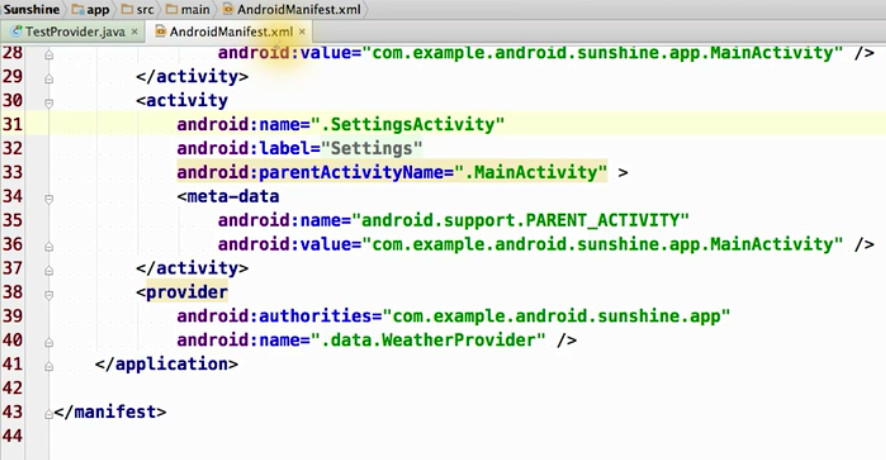 Sunshine app src main AndroidManifest.xml
TestProvider.java × AndroidManifest.xml ×
28 android:value="com.example.android.sunshine.app.MainActivity" />
29 </activity>
30 <activity
31 android:name=".SettingsActivity"
32 android:label="Settings"
33 android:parentActivityName=".MainActivity" >
34 <meta-data
35 android:name="android.support.PARENT_ACTIVITY"
36 android:value="com.example.android.sunshine.app.MainActivity" />
37 </activity>
38 <provider
39 android:authorities="com.example.android.sunshine.app"
40 android:name=".data.WeatherProvider" />
41 </application>
42
43 </manifest>
44